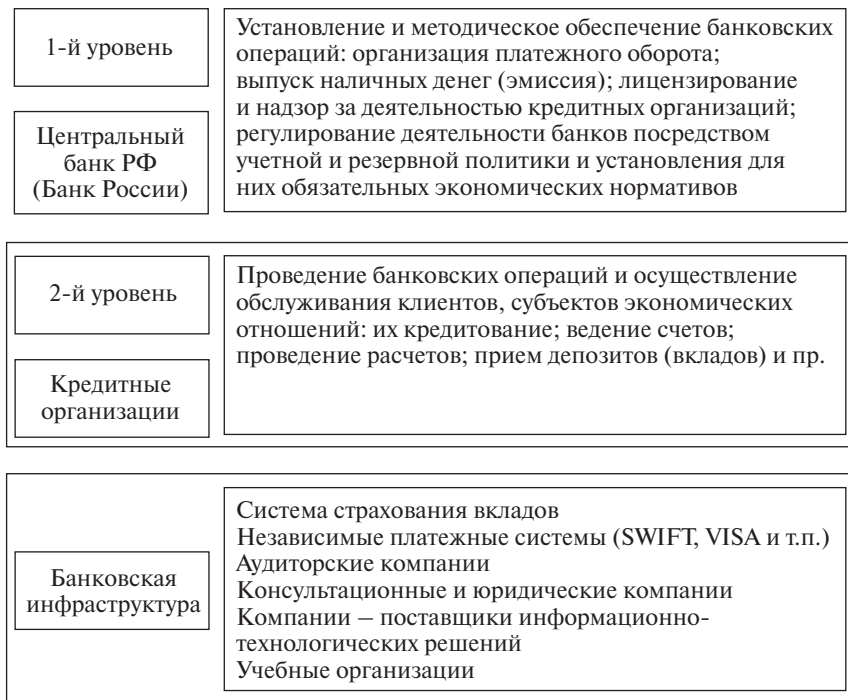 1-й уровень
Центральный
банк РФ
(Банк России)
Установление и методическое обеспечение банковских
операций: организация платежного оборота;
выпуск наличных денег (эмиссия); лицензирование
и надзор за деятельностью кредитных организаций;
регулирование деятельности банков посредством
учетной и резервной политики и установления для
них обязательных экономических нормативов
2-й уровень
Кредитные
организации
Проведение банковских операций и осуществление
обслуживания клиентов, субъектов экономических
отношений: их кредитование; ведение счетов;
проведение расчетов; прием депозитов (вкладов) и пр.
Банковская
инфраструктура
Система страхования вкладов
Независимые платежные системы (SWIFT, VISA и т.п.)
Аудиторские компании
Консультационные и юридические компании
Компании – поставщики информационно-
технологических решений
Учебные организации